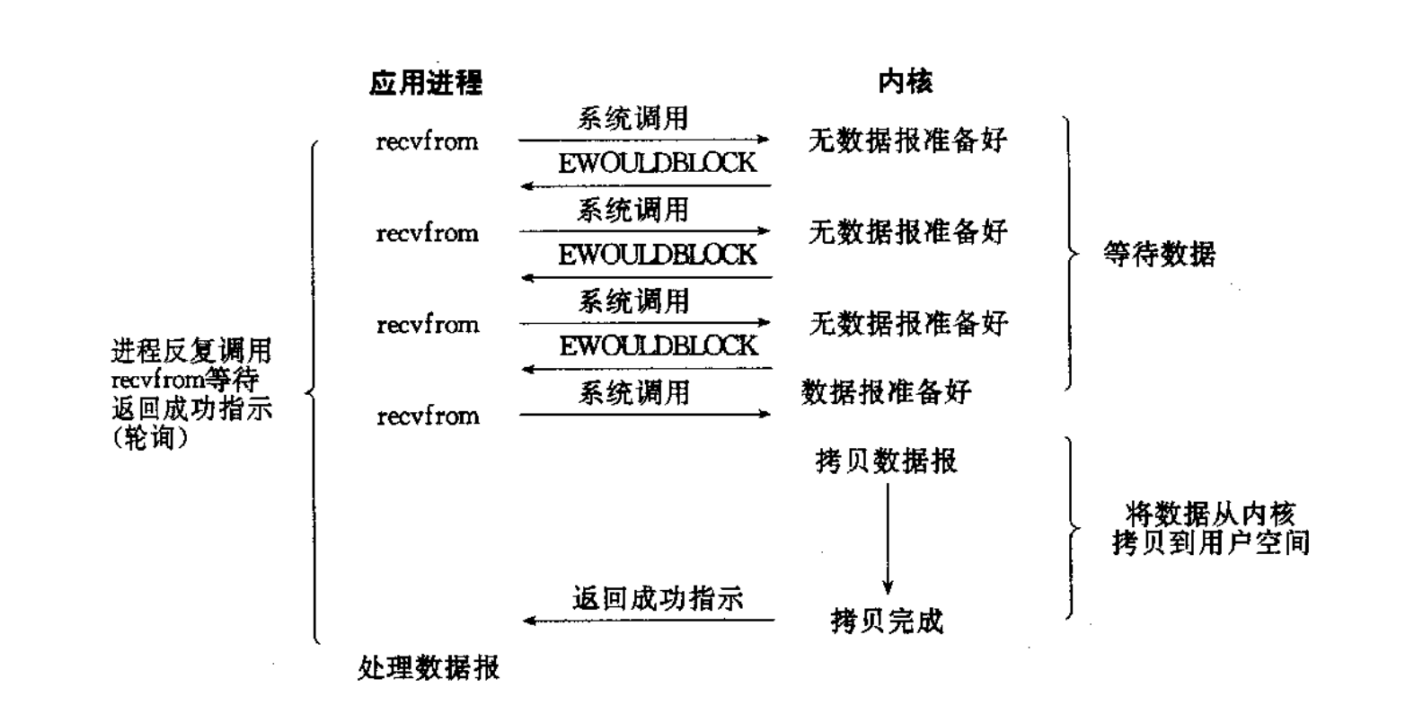 应用进程
内核
系统调用
recvfrom
无数据报准备好
EWOULDBLOCK
系统调用
recvfrom
无数据报准备好
EWOULDBLOCK
等待数据
系统调用
recvfrom
无数据报准备好
EWOULDBLOCK
进程反复调用
recvfrom等待
返回成功指示
(轮询)
系统调用
数据报准备好
recvfrom
拷贝数据报
将数据从内核
拷贝到用户空间
返回成功指示
拷贝完成
处理数据报